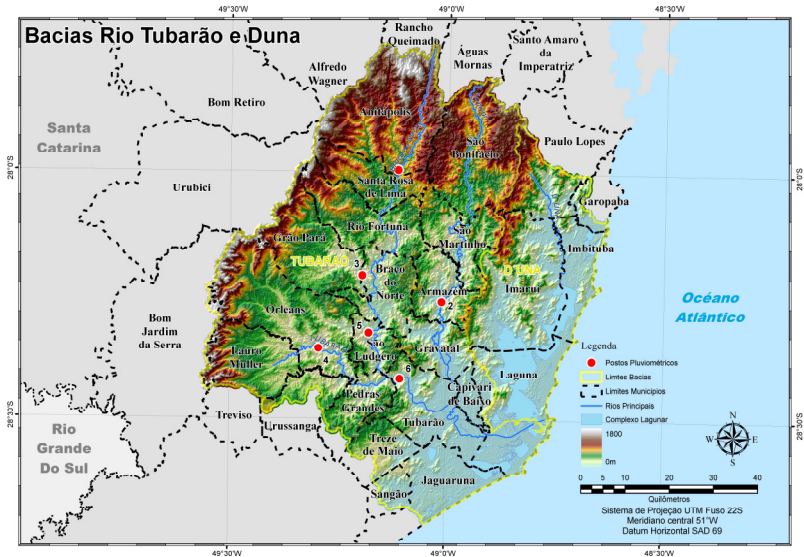 Bacias Rio Tubarão e Duna
49°30'S
49°0'S
48°30'S
Rancho
Queimado
Águas
Mornas
Santo Amaro
da
Imperatriz
Alfredo
Wagner
Bom Retiro
Anitápolis
Santa
Catarina
São
Bonifácio
Paulo Lopes
28°0'S
28°0'S
Santa Rosa
de Lima
Urubici
Garopaba
Rio Fortuna
São
Martinho
Grão Pará
Imbituba
TUBARÃO
3
Braço
do
Norte
D´UNA
Imaruí
Armazém
2
Océano
Atlântico
Orleans
Bom
Jardim
da Serra
5
São
Ludgero
Gravatal
Legenda
TUBARÃO
4
Lauro
Müller
6
Laguna
Postos Pluviométricos
Limites Bacias
Limites Municipios
Rios Principais
Complexo Lagunar
1800
0m
Pedras
Grandes
Capivari
de Baixo
Treviso
Urussanga
Tubarão
28°30'S
28°30'S
Rio
Grande
Do Sul
Treze
de Maio
N
W
E
S
Jaguaruna
Sangão
0 5 10 20 30 40
Quilômetros
Sistema de Projeção UTM Fuso 22S
Meridiano central 51°W
Datum Horizontal SAD 69
49°30'S
49°0'S
48°30'S